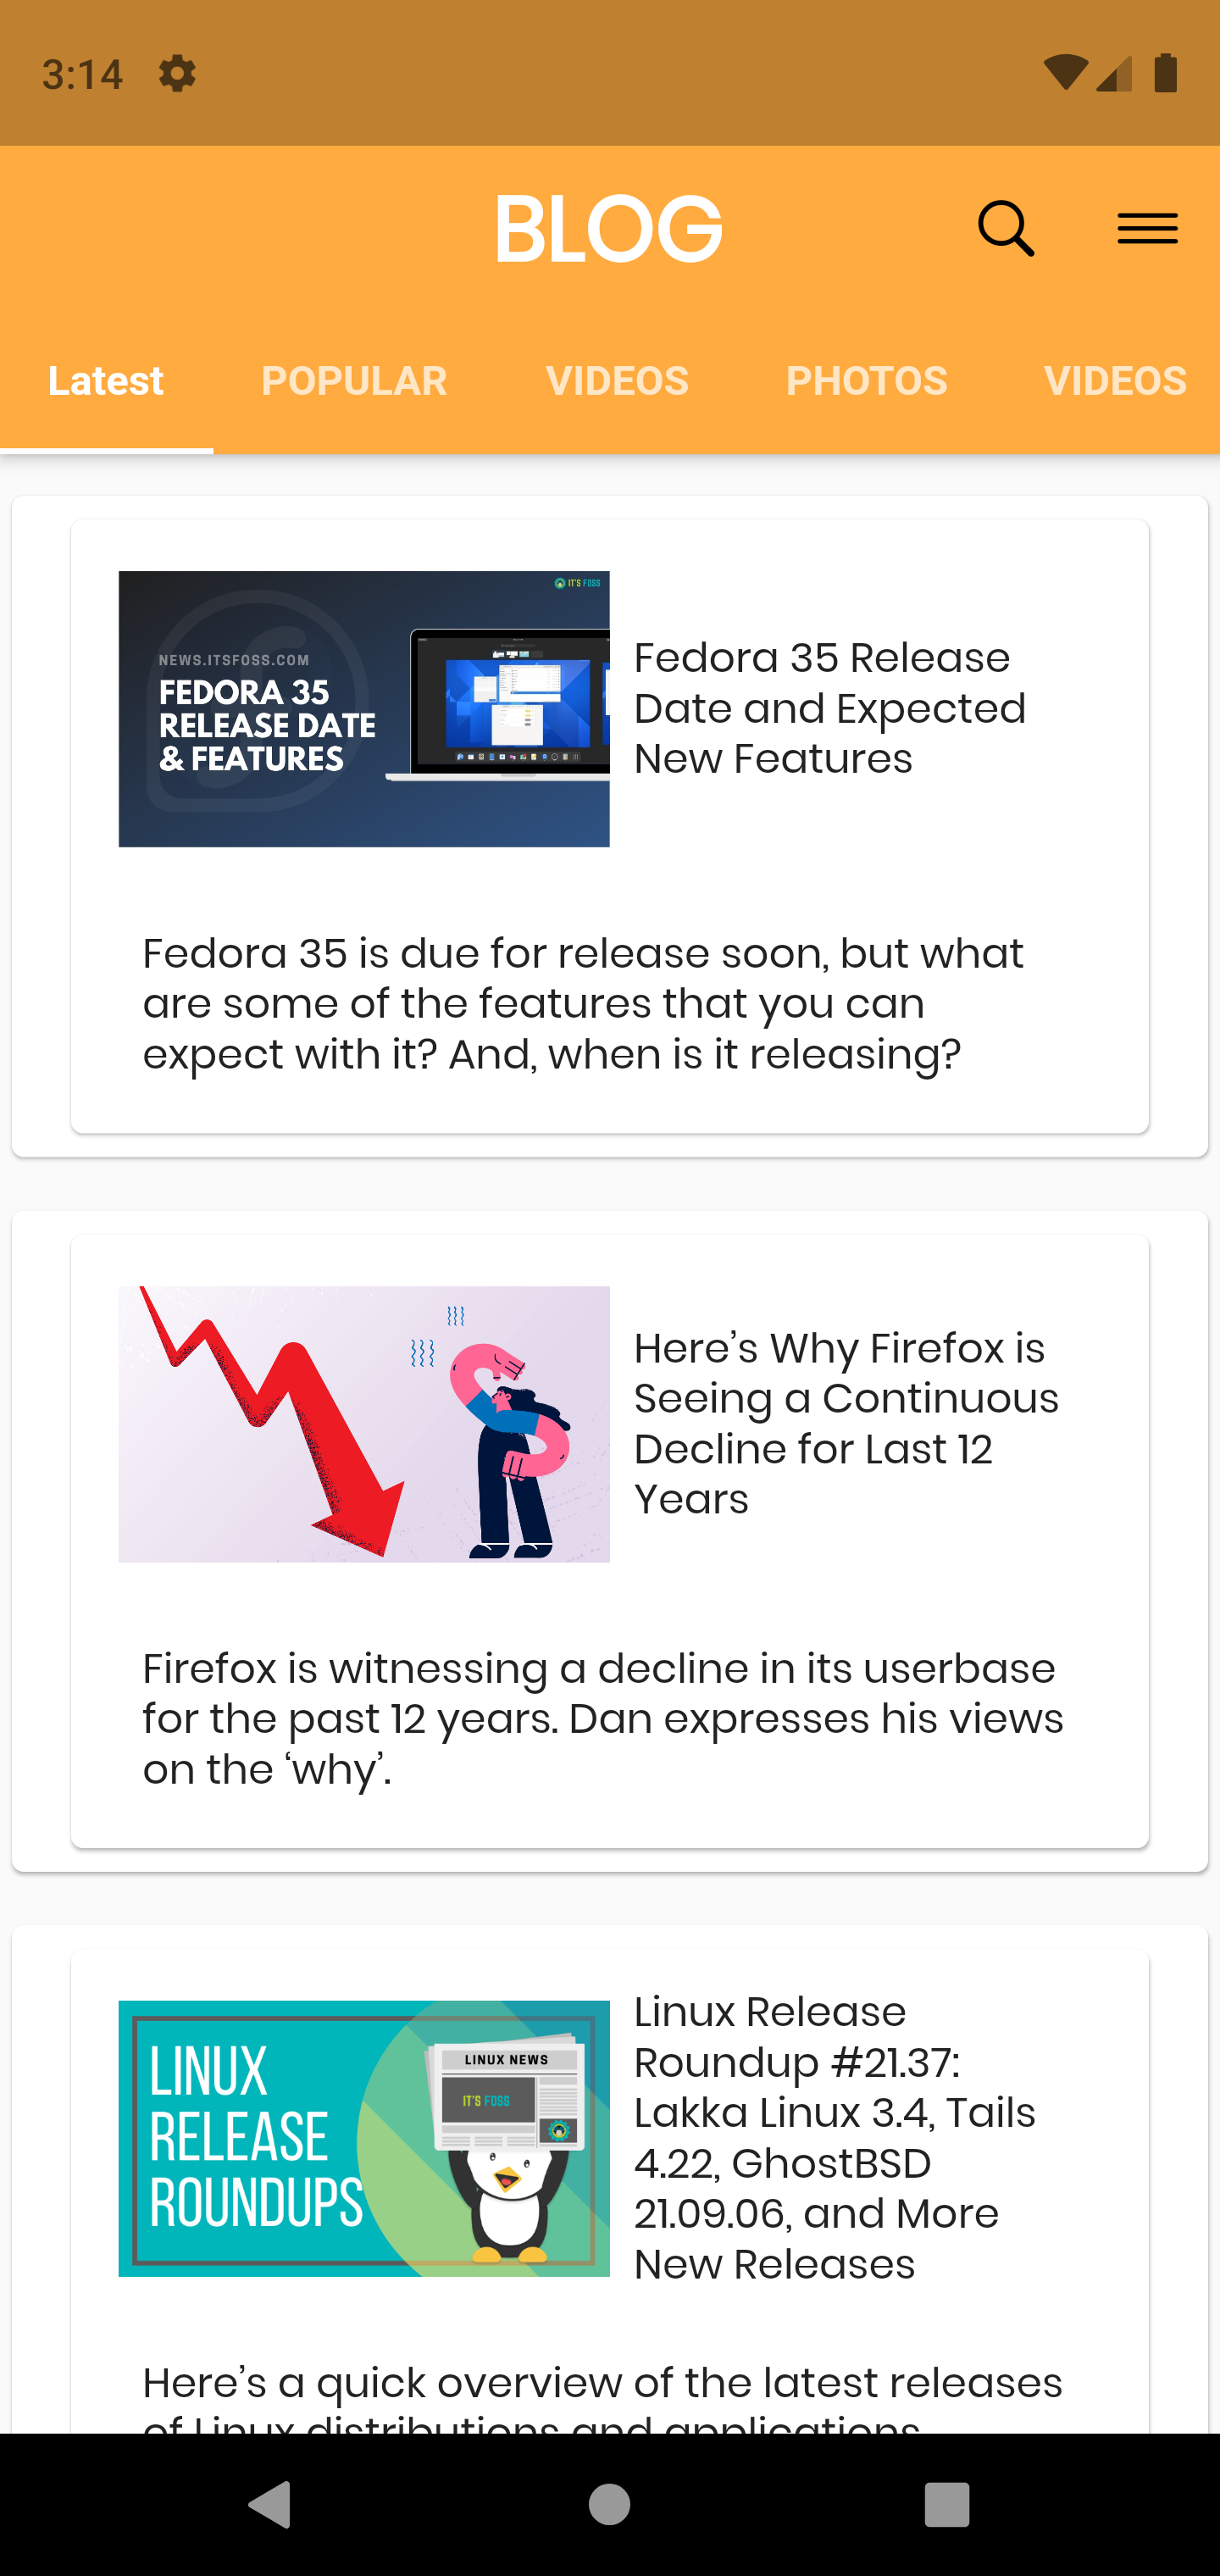 3:14
BLOG
Latest
POPULAR
VIDEOS
PHOTOS
VIDEOS
IT'S FOSS
NEWS.ITSFOSS.COM
FEDORA 35
RELEASE DATE
& FEATURES
Fedora 35 Release
Date and Expected
New Features
Fedora 35 is due for release soon, but what
are some of the features that you can
expect with it? And, when is it releasing?
Here’s Why Firefox is
Seeing a Continuous
Decline for Last 12
Years
Firefox is witnessing a decline in its userbase
for the past 12 years. Dan expresses his views
on the ‘why’.
LINUX
RELEASE
ROUNDUPS
LINUX NEWS
IT'S FOSS
Linux Release
Roundup #21.37:
Lakka Linux 3.4, Tails
4.22, GhostBSD
21.09.06, and More
New Releases
Here’s a quick overview of the latest releases
of Linux distributions and applications